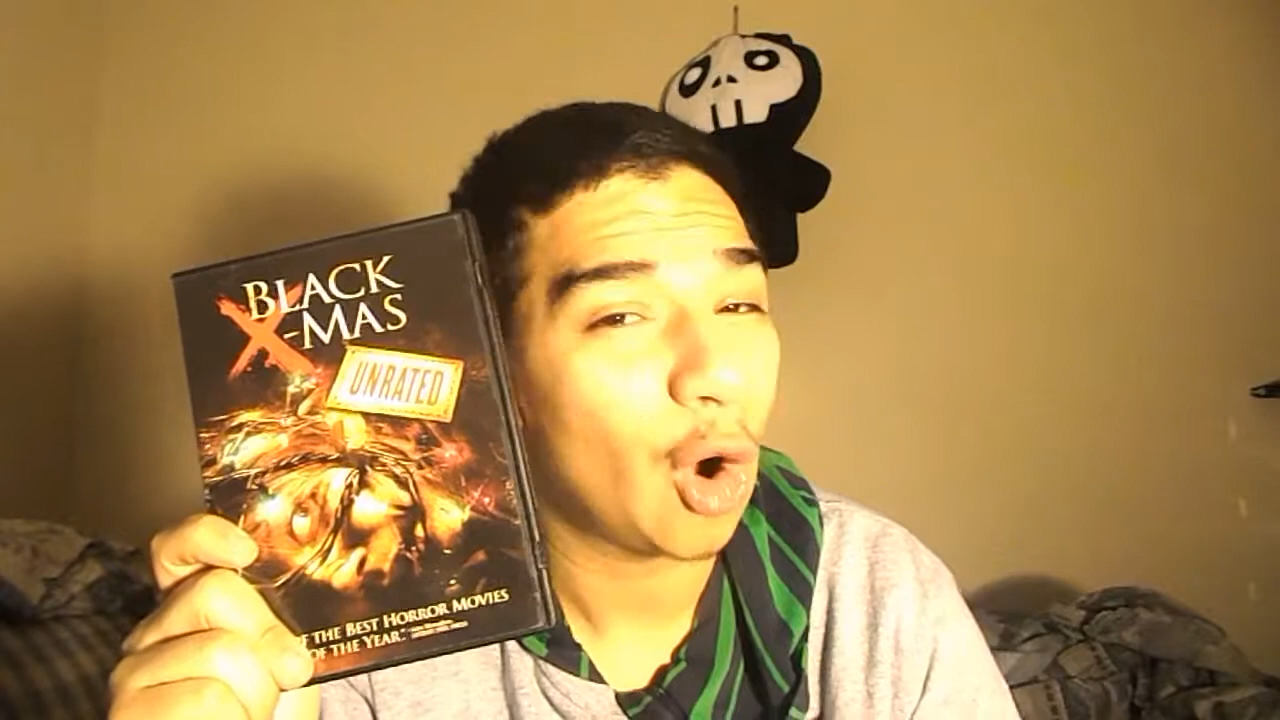 BLACK
X-MAS
UNRATED
F THE BEST HORROR MOVIES
OF THE YEAR."